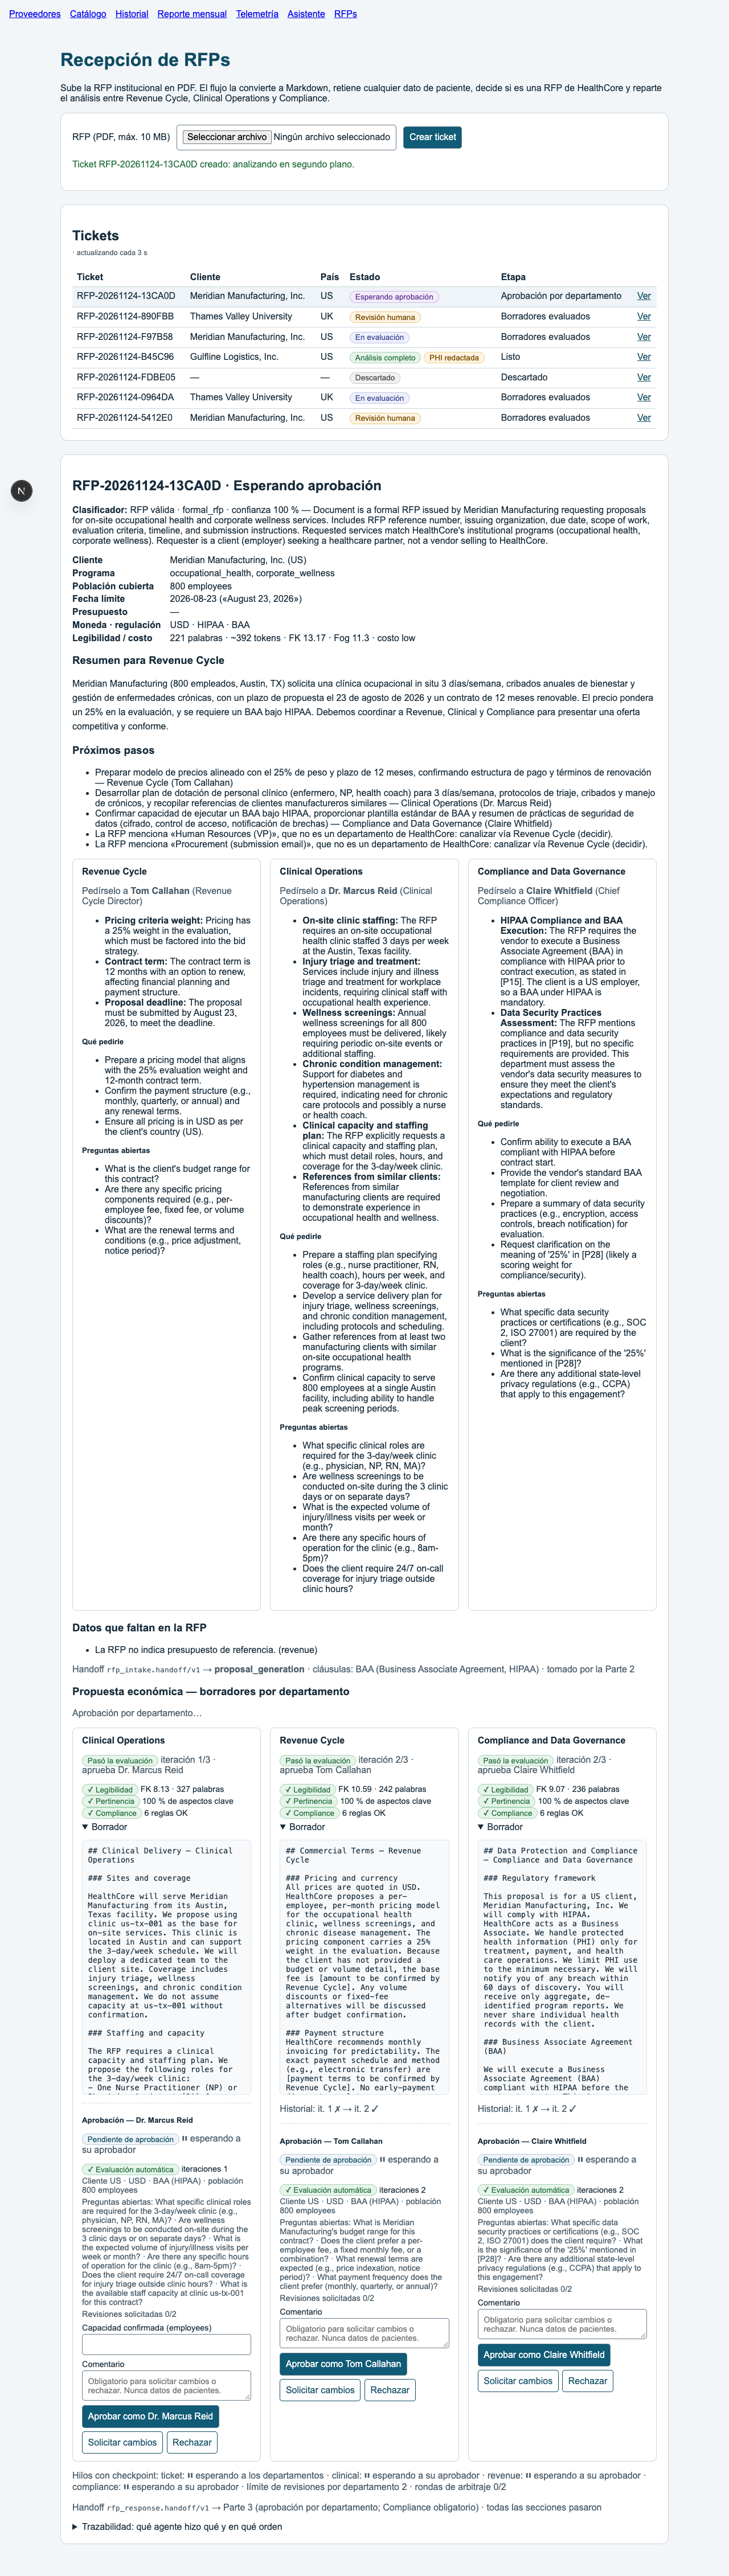 Proveedores Catálogo Historial Reporte mensual Telemetría Asistente RFPs
Recepción de RFPs
Sube la RFP institucional en PDF. El flujo la convierte a Markdown, retiene cualquier dato de paciente, decide si es una RFP de HealthCore y reparte
el análisis entre Revenue Cycle, Clinical Operations y Compliance.
RFP (PDF, máx. 10 MB) Seleccionar archivo Ningún archivo seleccionado Crear ticket
Ticket RFP-20261124-13CA0D creado: analizando en segundo plano.
Tickets
· actualizando cada 3 s
Ticket Cliente País Estado Etapa
RFP-20261124-13CA0D Meridian Manufacturing, Inc. US Esperando aprobación Aprobación por departamento Ver
RFP-20261124-890FBB Thames Valley University UK Revisión humana Borradores evaluados Ver
RFP-20261124-F97B58 Meridian Manufacturing, Inc. US En evaluación Borradores evaluados Ver
RFP-20261124-B45C96 Gulfline Logistics, Inc. US Análisis completo PHI redactada Listo Ver
RFP-20261124-FDBE05 — — Descartado Descartado Ver
RFP-20261124-0964DA Thames Valley University UK En evaluación Borradores evaluados Ver
RFP-20261124-5412E0 Meridian Manufacturing, Inc. US Revisión humana Borradores evaluados Ver
N
RFP-20261124-13CA0D · Esperando aprobación
Clasificador: RFP válida · formal_rfp · confianza 100 % — Document is a formal RFP issued by Meridian Manufacturing requesting proposals
for on-site occupational health and corporate wellness services. Includes RFP reference number, issuing organization, due date, scope of work,
evaluation criteria, timeline, and submission instructions. Requested services match HealthCore's institutional programs (occupational health,
corporate wellness). Requester is a client (employer) seeking a healthcare partner, not a vendor selling to HealthCore.
Cliente Meridian Manufacturing, Inc. (US)
Programa occupational_health, corporate_wellness
Población cubierta 800 employees
Fecha límite 2026-08-23 («August 23, 2026»)
Presupuesto —
Moneda · regulación USD · HIPAA · BAA
Legibilidad / costo 221 palabras · ~392 tokens · FK 13.17 · Fog 11.3 · costo low
Resumen para Revenue Cycle
Meridian Manufacturing (800 empleados, Austin, TX) solicita una clínica ocupacional in situ 3 días/semana, cribados anuales de bienestar y
gestión de enfermedades crónicas, con un plazo de propuesta el 23 de agosto de 2026 y un contrato de 12 meses renovable. El precio pondera
un 25% en la evaluación, y se requiere un BAA bajo HIPAA. Debemos coordinar a Revenue, Clinical y Compliance para presentar una oferta
competitiva y conforme.
Próximos pasos
• Preparar modelo de precios alineado con el 25% de peso y plazo de 12 meses, confirmando estructura de pago y términos de renovación
— Revenue Cycle (Tom Callahan)
• Desarrollar plan de dotación de personal clínico (enfermero, NP, health coach) para 3 días/semana, protocolos de triaje, cribados y manejo
de crónicos, y recopilar referencias de clientes manufactureros similares — Clinical Operations (Dr. Marcus Reid)
• Confirmar capacidad de ejecutar un BAA bajo HIPAA, proporcionar plantilla estándar de BAA y resumen de prácticas de seguridad de
datos (cifrado, control de acceso, notificación de brechas) — Compliance and Data Governance (Claire Whitfield)
• La RFP menciona «Human Resources (VP)», que no es un departamento de HealthCore: canalizar vía Revenue Cycle (decidir).
• La RFP menciona «Procurement (submission email)», que no es un departamento de HealthCore: canalizar vía Revenue Cycle (decidir).
Revenue Cycle
Pedírselo a Tom Callahan (Revenue
Cycle Director)
• Pricing criteria weight: Pricing has
a 25% weight in the evaluation,
which must be factored into the bid
strategy.
• Contract term: The contract term is
12 months with an option to renew,
affecting financial planning and
payment structure.
• Proposal deadline: The proposal
must be submitted by August 23,
2026, to meet the deadline.
Qué pedirle
• Prepare a pricing model that aligns
with the 25% evaluation weight and
12-month contract term.
• Confirm the payment structure (e.g.,
monthly, quarterly, or annual) and
any renewal terms.
• Ensure all pricing is in USD as per
the client's country (US).
Preguntas abiertas
• What is the client's budget range for
this contract?
• Are there any specific pricing
components required (e.g., per-
employee fee, fixed fee, or volume
discounts)?
• What are the renewal terms and
conditions (e.g., price adjustment,
notice period)?
Clinical Operations
Pedírselo a Dr. Marcus Reid (Clinical
Operations)
• On-site clinic staffing: The RFP
requires an on-site occupational
health clinic staffed 3 days per week
at the Austin, Texas facility.
• Injury triage and treatment:
Services include injury and illness
triage and treatment for workplace
incidents, requiring clinical staff with
occupational health experience.
• Wellness screenings: Annual
wellness screenings for all 800
employees must be delivered, likely
requiring periodic on-site events or
additional staffing.
• Chronic condition management:
Support for diabetes and
hypertension management is
required, indicating need for chronic
care protocols and possibly a nurse
or health coach.
• Clinical capacity and staffing
plan: The RFP explicitly requests a
clinical capacity and staffing plan,
which must detail roles, hours, and
coverage for the 3-day/week clinic.
• References from similar clients:
References from similar
manufacturing clients are required
to demonstrate experience in
occupational health and wellness.
Qué pedirle
• Prepare a staffing plan specifying
roles (e.g., nurse practitioner, RN,
health coach), hours per week, and
coverage for 3-day/week clinic.
• Develop a service delivery plan for
injury triage, wellness screenings,
and chronic condition management,
including protocols and scheduling.
• Gather references from at least two
manufacturing clients with similar
on-site occupational health
programs.
• Confirm clinical capacity to serve
800 employees at a single Austin
facility, including ability to handle
peak screening periods.
Preguntas abiertas
• What specific clinical roles are
required for the 3-day/week clinic
(e.g., physician, NP, RN, MA)?
• Are wellness screenings to be
conducted on-site during the 3 clinic
days or on separate days?
• What is the expected volume of
injury/illness visits per week or
month?
• Are there any specific hours of
operation for the clinic (e.g., 8am-
5pm)?
• Does the client require 24/7 on-call
coverage for injury triage outside
clinic hours?
Compliance and Data Governance
Pedírselo a Claire Whitfield (Chief
Compliance Officer)
• HIPAA Compliance and BAA
Execution: The RFP requires the
vendor to execute a Business
Associate Agreement (BAA) in
compliance with HIPAA prior to
contract execution, as stated in
[P15]. The client is a US employer,
so a BAA under HIPAA is
mandatory.
• Data Security Practices
Assessment: The RFP mentions
compliance and data security
practices in [P19], but no specific
requirements are provided. This
department must assess the
vendor's data security measures to
ensure they meet the client's
expectations and regulatory
standards.
Qué pedirle
• Confirm ability to execute a BAA
compliant with HIPAA before
contract start.
• Provide the vendor's standard BAA
template for client review and
negotiation.
• Prepare a summary of data security
practices (e.g., encryption, access
controls, breach notification) for
evaluation.
• Request clarification on the
meaning of '25%' in [P28] (likely a
scoring weight for
compliance/security).
Preguntas abiertas
• What specific data security
practices or certifications (e.g., SOC
2, ISO 27001) are required by the
client?
• What is the significance of the '25%'
mentioned in [P28]?
• Are there any additional state-level
privacy regulations (e.g., CCPA)
that apply to this engagement?
Datos que faltan en la RFP
• La RFP no indica presupuesto de referencia. (revenue)
Handoff rfp_intake.handoff/v1 → proposal_generation · cláusulas: BAA (Business Associate Agreement, HIPAA) · tomado por la Parte 2
Propuesta económica — borradores por departamento
Aprobación por departamento…
Clinical Operations
Pasó la evaluación iteración 1/3 ·
aprueba Dr. Marcus Reid
✓ Legibilidad FK 8.13 · 327 palabras
✓ Pertinencia 100 % de aspectos clave
✓ Compliance 6 reglas OK
▼ Borrador
## Clinical Delivery — Clinical
Operations
### Sites and coverage
HealthCore will serve Meridian
Manufacturing from its Austin,
Texas facility. We propose using
clinic us-tx-001 as the base for
on-site services. This clinic is
located in Austin and can support
the 3-day/week schedule. We will
deploy a dedicated team to the
client site. Coverage includes
injury triage, wellness
screenings, and chronic condition
management. We do not assume
capacity at us-tx-001 without
confirmation.
### Staffing and capacity
The RFP requires a clinical
capacity and staffing plan. We
propose the following roles for
the 3-day/week clinic:
- One Nurse Practitioner (NP) or
Aprobación — Dr. Marcus Reid
Pendiente de aprobación ⏸ esperando a
su aprobador
✓ Evaluación automática iteraciones 1
Cliente US · USD · BAA (HIPAA) · población
800 employees
Preguntas abiertas: What specific clinical roles
are required for the 3-day/week clinic (e.g.,
physician, NP, RN, MA)? · Are wellness
screenings to be conducted on-site during the
3 clinic days or on separate days? · What is
the expected volume of injury/illness visits per
week or month? · Are there any specific hours
of operation for the clinic (e.g., 8am-5pm)? ·
Does the client require 24/7 on-call coverage
for injury triage outside clinic hours? · What is
the available staff capacity at clinic us-tx-001
for this contract?
Revisiones solicitadas 0/2
Capacidad confirmada (employees)
Comentario
Obligatorio para solicitar cambios o
rechazar. Nunca datos de pacientes.
Aprobar como Dr. Marcus Reid
Solicitar cambios Rechazar
Revenue Cycle
Pasó la evaluación iteración 2/3 ·
aprueba Tom Callahan
✓ Legibilidad FK 10.59 · 242 palabras
✓ Pertinencia 100 % de aspectos clave
✓ Compliance 6 reglas OK
▼ Borrador
## Commercial Terms — Revenue
Cycle
### Pricing and currency
All prices are quoted in USD.
HealthCore proposes a per-
employee, per-month pricing model
for the occupational health
clinic, wellness screenings, and
chronic disease management. The
pricing component carries a 25%
weight in the evaluation. Because
the client has not provided a
budget or volume detail, the base
fee is [amount to be confirmed by
Revenue Cycle]. Any volume
discounts or fixed-fee
alternatives will be discussed
after budget confirmation.
### Payment structure
HealthCore recommends monthly
invoicing for predictability. The
exact payment schedule and method
(e.g., electronic transfer) are
[payment terms to be confirmed by
Revenue Cycle]. No early-payment
Historial: it. 1 ✗ → it. 2 ✓
Aprobación — Tom Callahan
Pendiente de aprobación ⏸ esperando a
su aprobador
✓ Evaluación automática iteraciones 2
Cliente US · USD · BAA (HIPAA) · población
800 employees
Preguntas abiertas: What is Meridian
Manufacturing's budget range for this
contract? · Does the client prefer a per-
employee fee, a fixed monthly fee, or a
combination? · What renewal terms are
expected (e.g., price indexation, notice
period)? · What payment frequency does the
client prefer (monthly, quarterly, or annual)?
Revisiones solicitadas 0/2
Comentario
Obligatorio para solicitar cambios o
rechazar. Nunca datos de pacientes.
Aprobar como Tom Callahan
Solicitar cambios Rechazar
Compliance and Data Governance
Pasó la evaluación iteración 2/3 ·
aprueba Claire Whitfield
✓ Legibilidad FK 9.07 · 236 palabras
✓ Pertinencia 100 % de aspectos clave
✓ Compliance 6 reglas OK
▼ Borrador
## Data Protection and Compliance
— Compliance and Data Governance
### Regulatory framework
This proposal is for a US client,
Meridian Manufacturing, Inc. We
will comply with HIPAA.
HealthCore acts as a Business
Associate. We handle protected
health information (PHI) only for
treatment, payment, and health
care operations. We limit PHI use
to the minimum necessary. We will
notify you of any breach within
60 days of discovery. You will
receive only aggregate, de-
identified program reports. We
never share individual health
records with the client.
### Business Associate Agreement
(BAA)
We will execute a Business
Associate Agreement (BAA)
compliant with HIPAA before the
Historial: it. 1 ✗ → it. 2 ✓
Aprobación — Claire Whitfield
Pendiente de aprobación ⏸ esperando a
su aprobador
✓ Evaluación automática iteraciones 2
Cliente US · USD · BAA (HIPAA) · población
800 employees
Preguntas abiertas: What specific data security
practices or certifications (e.g., SOC
2, ISO 27001) does the client require? · What
is the significance of the '25%' mentioned in
[P28]? · Are there any additional state-level
privacy regulations (e.g., CCPA) that apply to
this engagement?
Revisiones solicitadas 0/2
Comentario
Obligatorio para solicitar cambios o
rechazar. Nunca datos de pacientes.
Aprobar como Claire Whitfield
Solicitar cambios Rechazar
Hilos con checkpoint: ticket: ⏸ esperando a los departamentos · clinical: ⏸ esperando a su aprobador · revenue: ⏸ esperando a su aprobador ·
compliance: ⏸ esperando a su aprobador · límite de revisiones por departamento 2 · rondas de arbitraje 0/2
Handoff rfp_response.handoff/v1 → Parte 3 (aprobación por departamento; Compliance obligatorio) · todas las secciones pasaron
▶ Trazabilidad: qué agente hizo qué y en qué orden